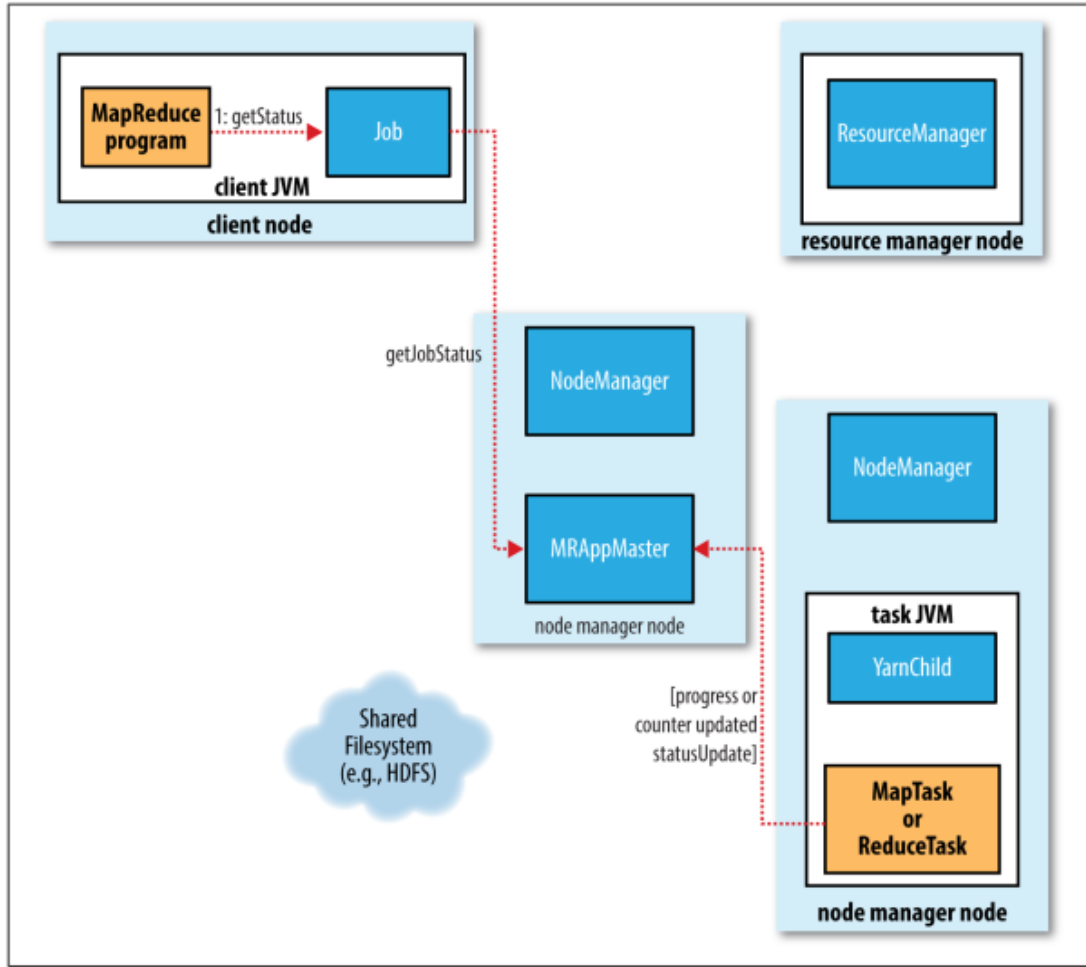 MapReduce
program
1: getStatus
Job
client JVM
client node
ResourceManager
resource manager node
getJobStatus
NodeManager
MRAppMaster
node manager node
NodeManager
task JVM
YarnChild
MapTask
or
ReduceTask
node manager node
[progress or
counter updated
statusUpdate]
Shared
Filesystem
(e.g., HDFS)